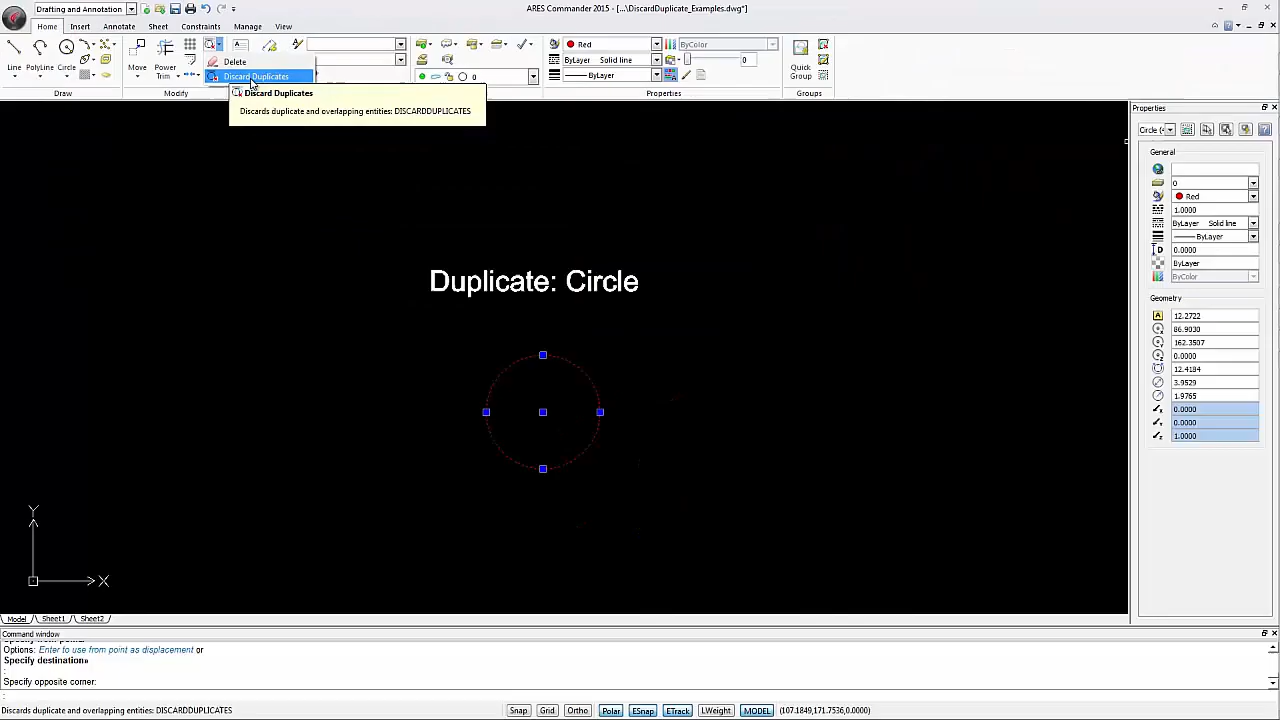 Drafting and Annotation
ARES Commander 2015 - [...\DiscardDuplicate_Examples.dwg*]
Home Insert Annotate Sheet Constraints Manage View
Delete
Discard Duplicates
Discard Duplicates
Discards duplicate and overlapping entities: DISCARDDUPLICATES
Line PolyLine
Draw
Move Power Trim
Modify
0
Red
ByLayer Solid line
ByLayer
ByColor
0
Properties
Quick Group
Groups
Duplicate: Circle
Y
X
Properties
General
0
Red
1.0000
ByLayer Solid line
ByLayer
0.0000
ByLayer
ByColor
Geometry
12.2722
86.9030
162.3507
0.0000
12.4184
3.9529
1.9765
0.0000
0.0000
1.0000
Model Sheet1 Sheet2
Command window
Options: Enter to use from point as displacement or
Specify destination»
:
Specify opposite corner:
:
Discards duplicate and overlapping entities: DISCARDDUPLICATES
Snap Grid Ortho Polar ESnap ETrack LWeight MODEL (107.1849,171.7536,0.0000)